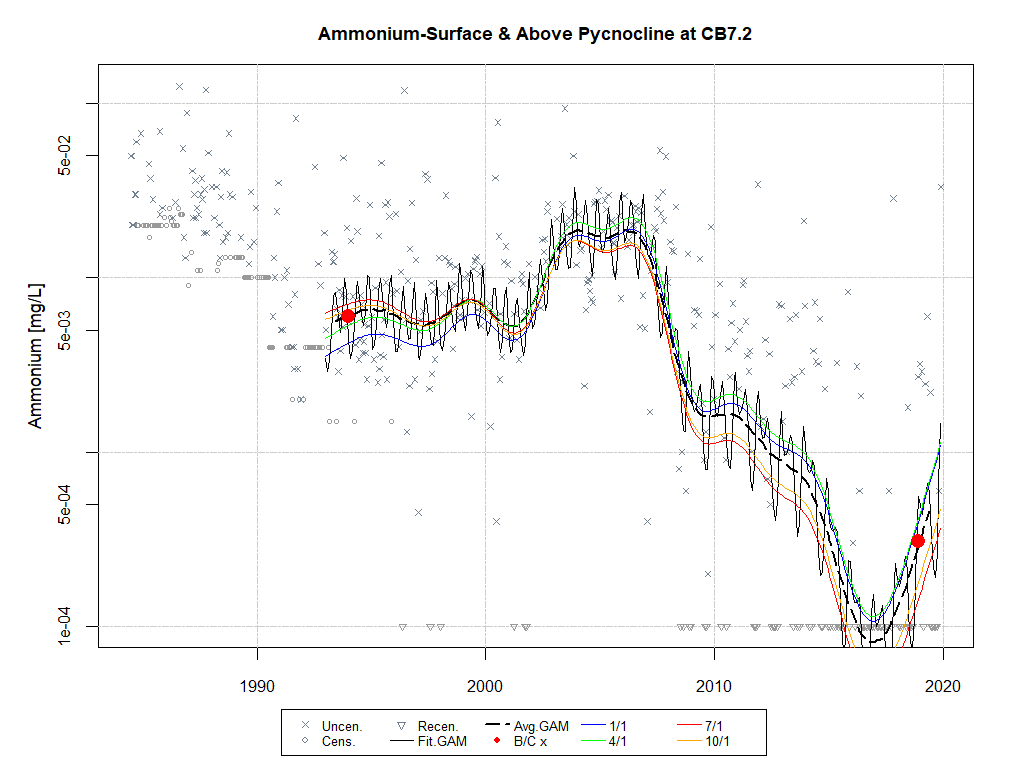 Ammonium-Surface & Above Pycnocline at CB7.2
Ammonium [mg/L]
5e-02
5e-03
5e-04
1e-04
1990 2000 2010 2020
Uncen. Recen. Avg.GAM 1/1 7/1
Cens. Fit.GAM B/C x 4/1 10/1